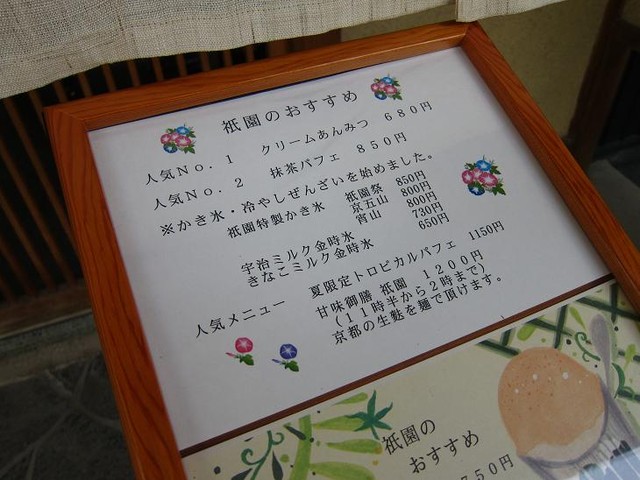 祇園のおすすめ
人気No.1 クリームあんみつ 680円
人気No.2 抹茶パフェ 850円
※かき氷・冷やしぜんざいを始めました。
祇園特製かき氷 祇園祭 850円
京五山 800円
宵山 800円
宇治ミルク金時氷 730円
きなこミルク金時氷 650円
人気メニュー 夏限定トロピカルパフェ 1150円
甘味御膳 祇園 1200円
(11時半から2時まで)
京都の生麩を麺で頂けます。
祇園の
おすすめ
50円